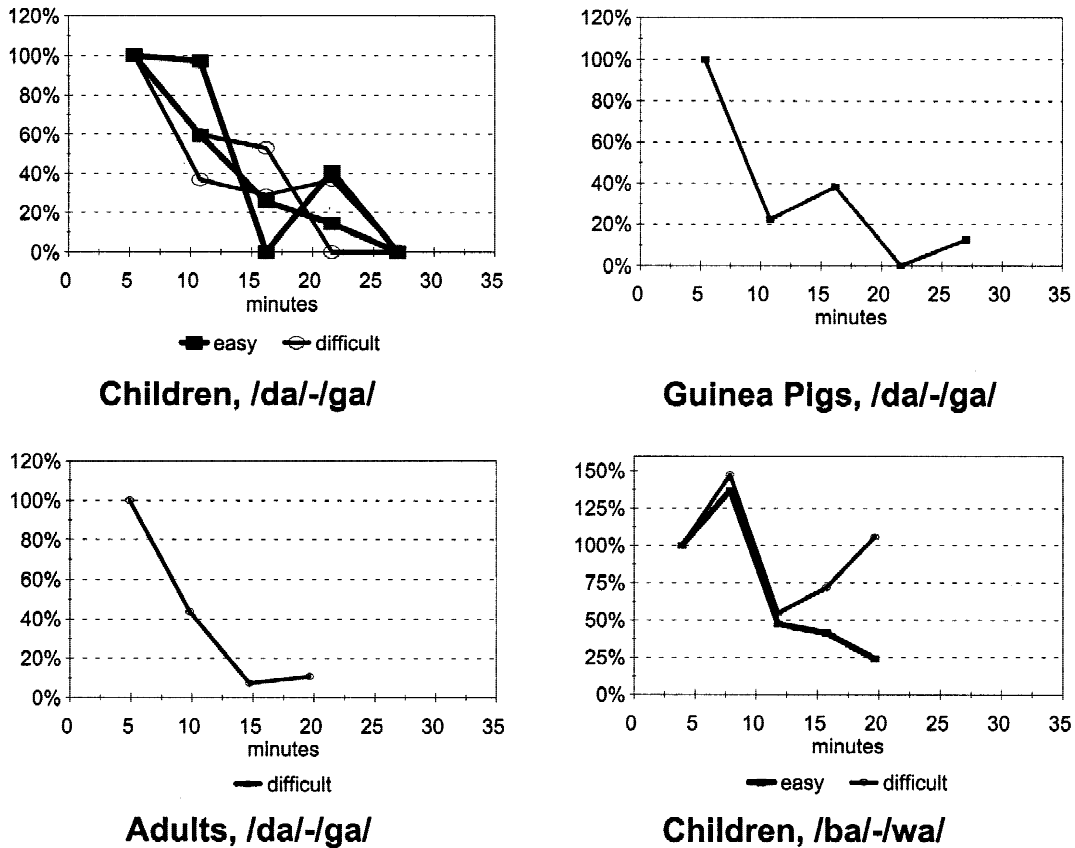 120%
100%
80%
60%
40%
20%
0%
0 5 10 15 20 25 30 35
minutes
easy difficult
Children, /da/-/ga/
120%
100%
80%
60%
40%
20%
0%
0 5 10 15 20 25 30 35
minutes
Guinea Pigs, /da/-/ga/
120%
100%
80%
60%
40%
20%
0%
0 5 10 15 20 25 30 35
minutes
difficult
Adults, /da/-/ga/
150%
125%
100%
75%
50%
25%
0%
0 5 10 15 20 25 30 35
minutes
easy difficult
Children, /ba/-/wa/